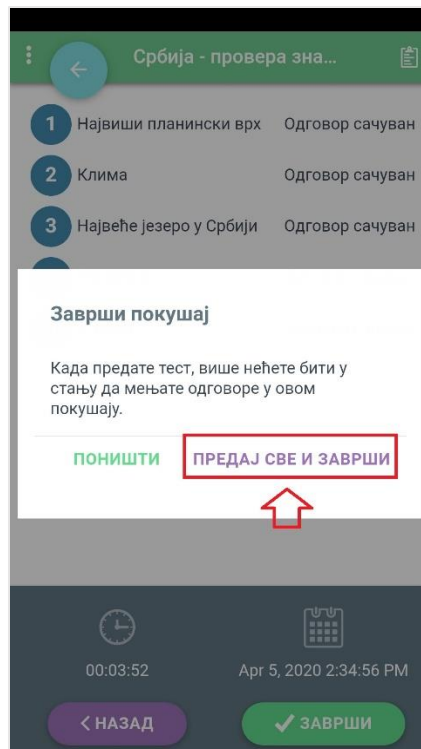 Србија - провера зна...
1 Највиши планински врх Одговор сачуван
2 Клима Одговор сачуван
3 Највеће језеро у Србији Одговор сачуван
Заврши покушај
Када предате тест, више нећете бити у
стању да мењате одговоре у овом
покушају.
ПОНИШТИ ПРЕДАЈ СВЕ И ЗАВРШИ
00:03:52 Apr 5, 2020 2:34:56 PM
НАЗАД ЗАВРШИ